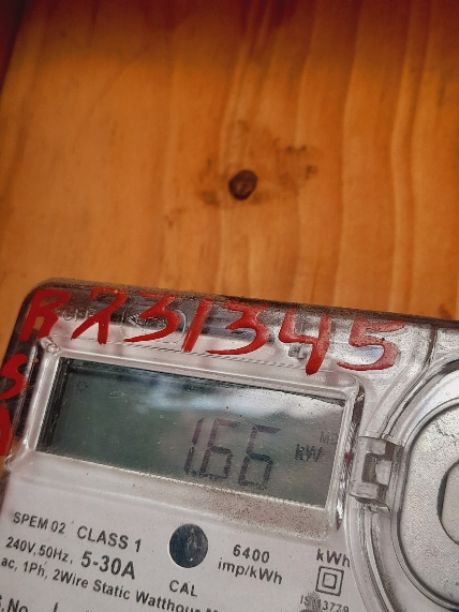 RX31345
1.66 kW
SPEM 02 CLASS 1
240V,50Hz, 5-30A
6400
imp/kWh
kWh
ac, 1Ph, 2Wire Static Watthour
CAL